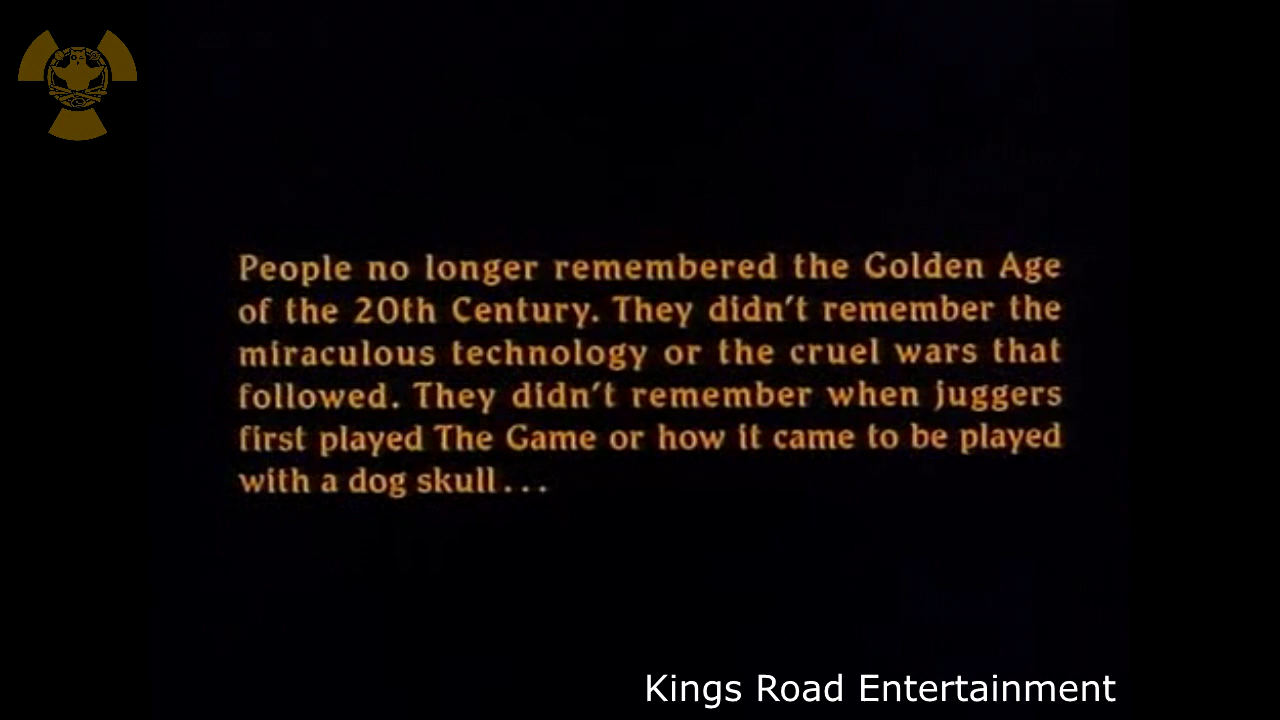 People no longer remembered the Golden Age
of the 20th Century. They didn't remember the
miraculous technology or the cruel wars that
followed. They didn't remember when juggers
first played The Game or how it came to be played
with a dog skull...
Kings Road Entertainment